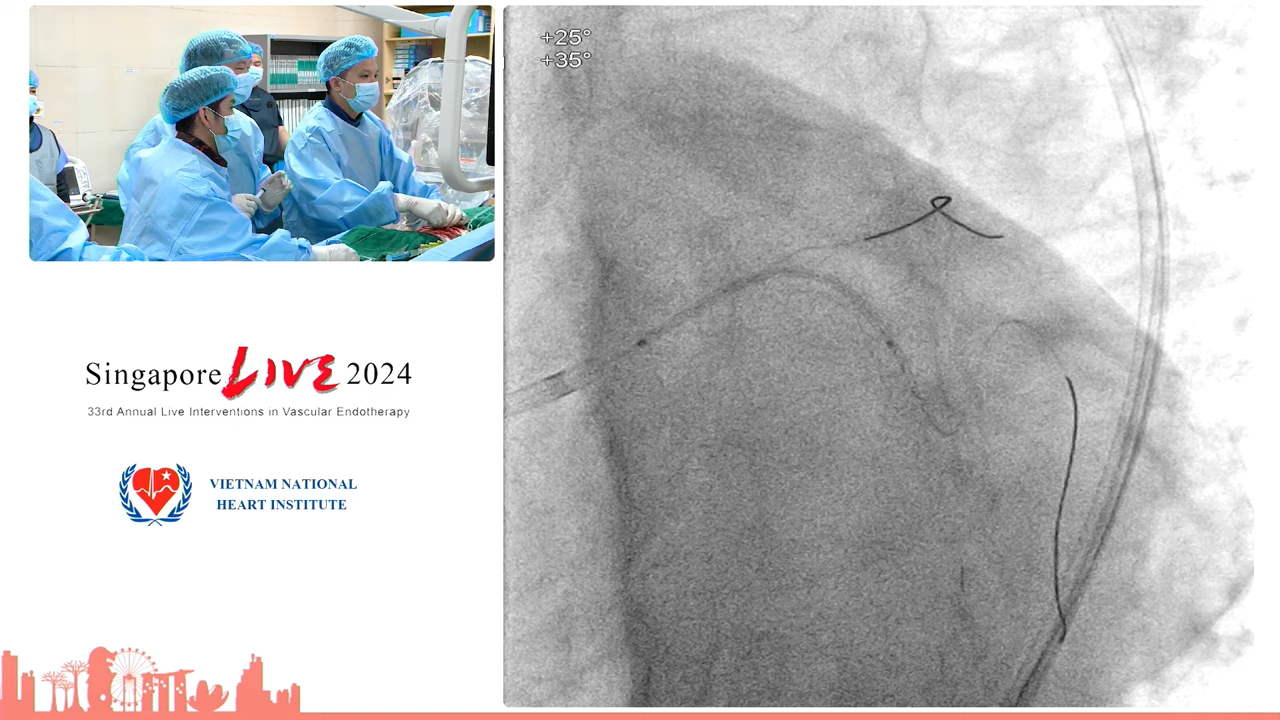 +25°
+35°
Singapore LIVE 2024
33rd Annual Live Interventions in Vascular Endotherapy
VIETNAM NATIONAL
HEART INSTITUTE